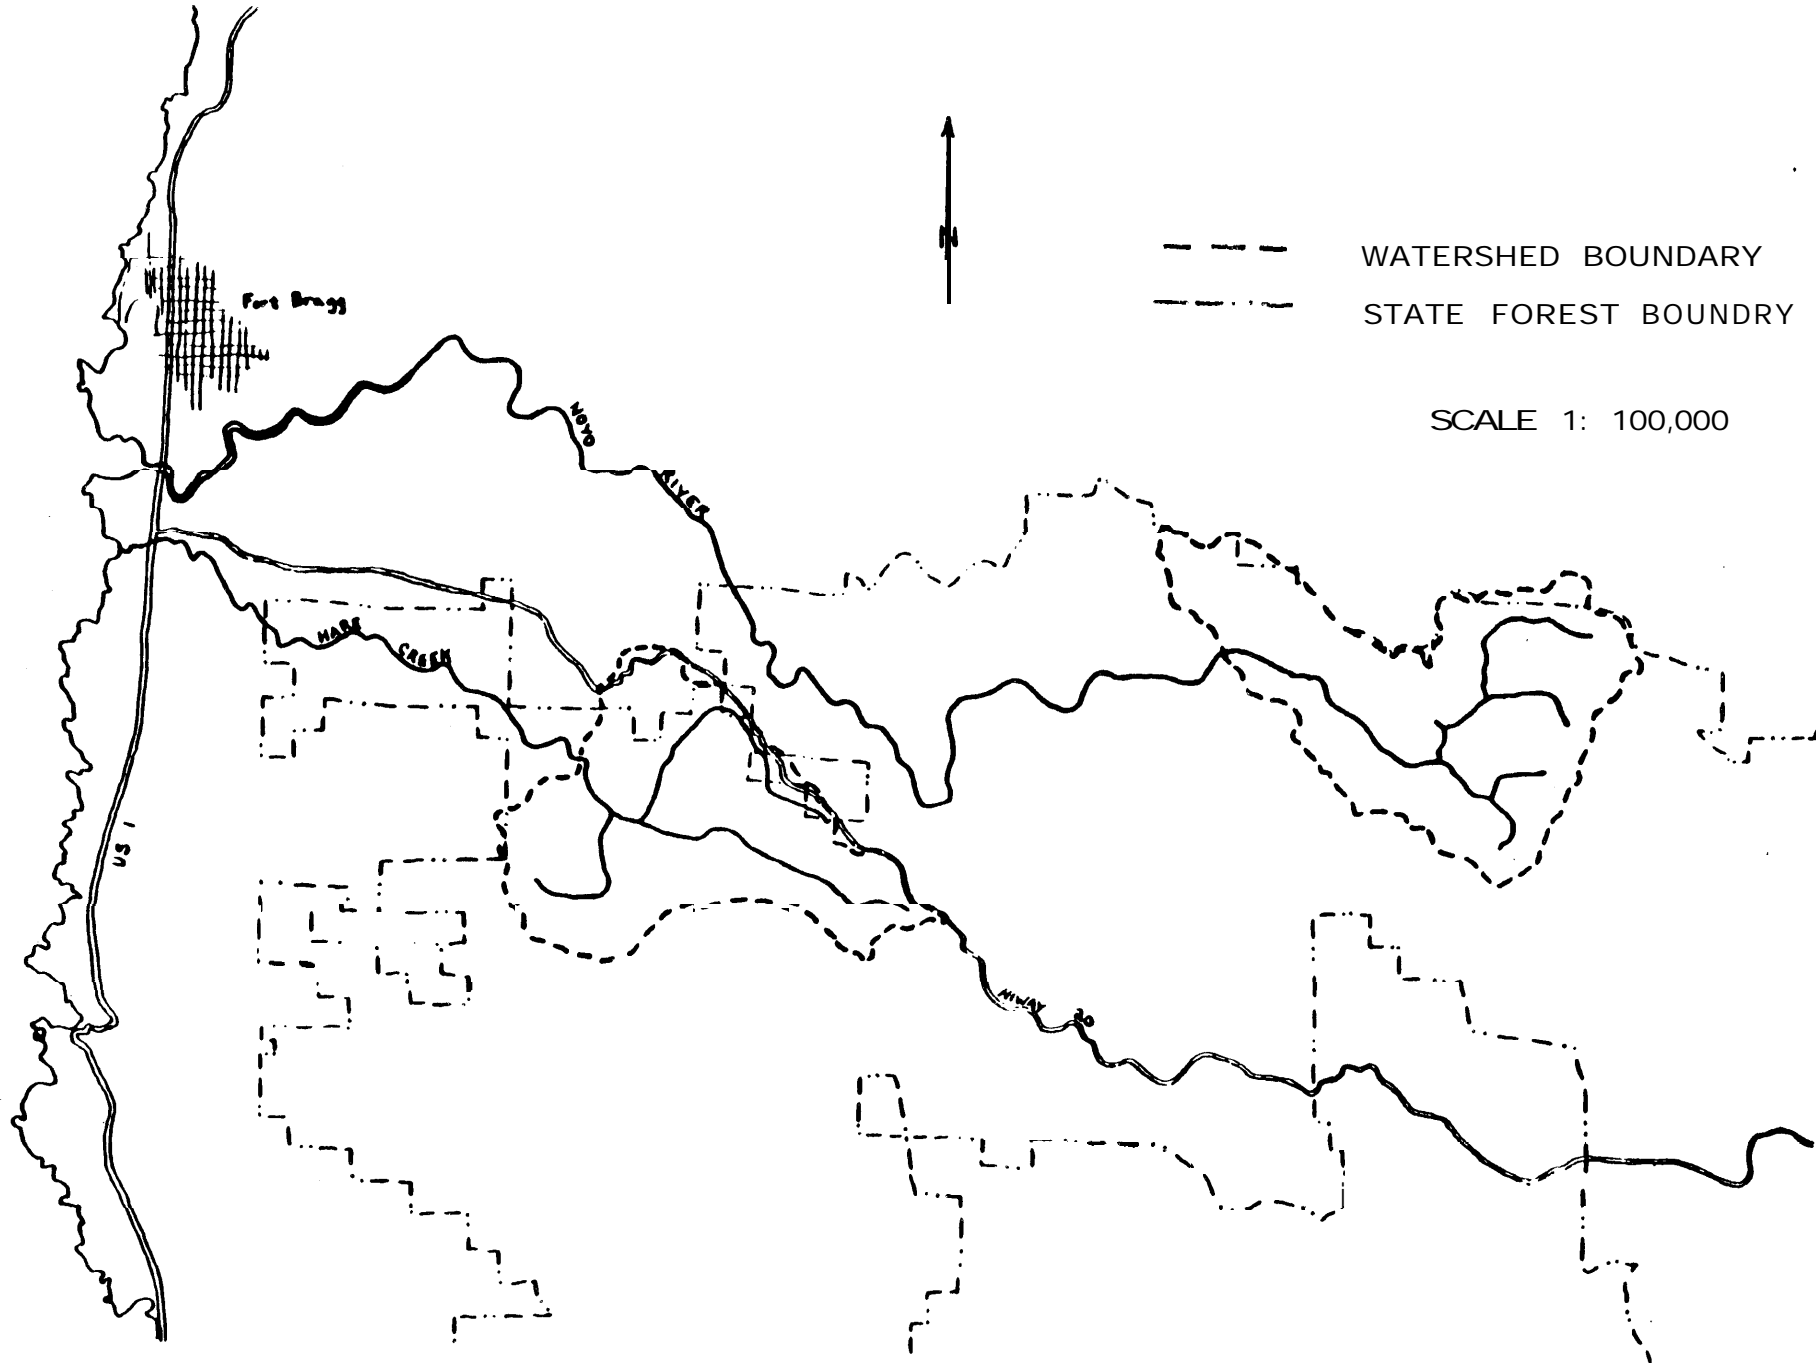 N
WATERSHED BOUNDARY
STATE FOREST BOUNDRY
Fort Bragg
SCALE 1: 100,000
NOYO
RIVER
HARE
CREEK
US 1
HIWAY 20